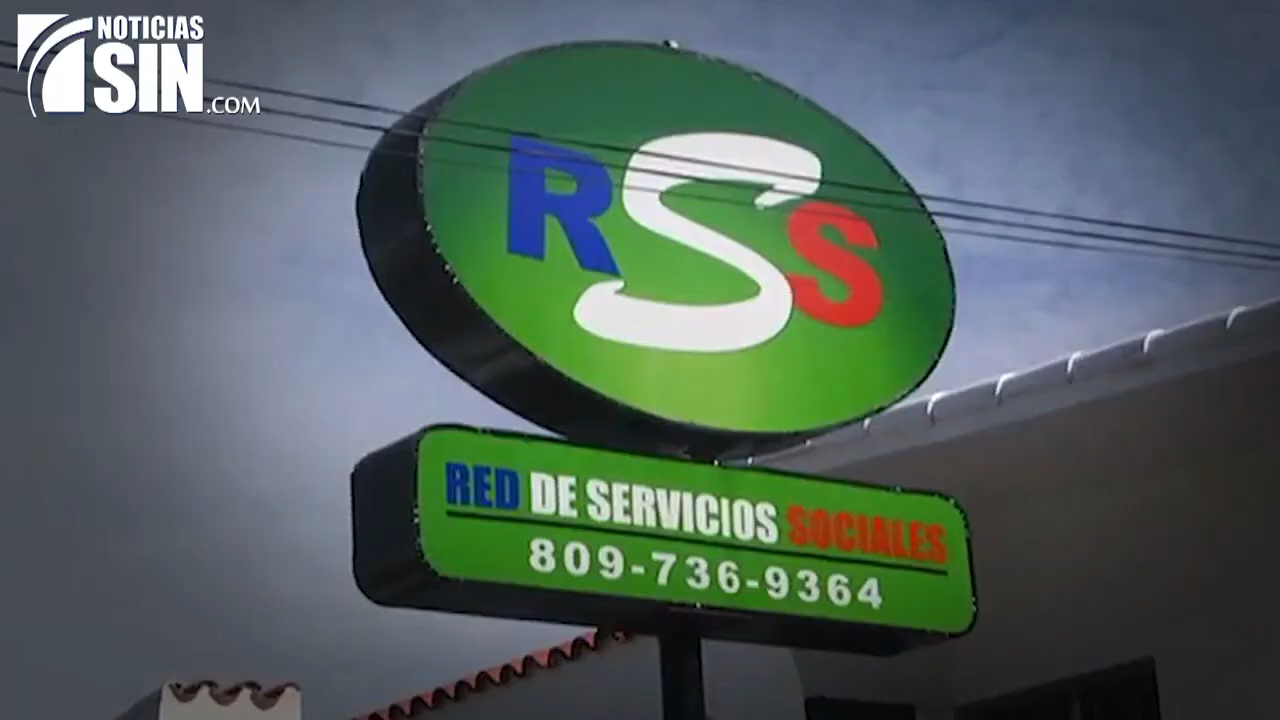 NOTICIAS
SIN.COM
RSS
RED DE SERVICIOS SOCIALES
809-736-9364